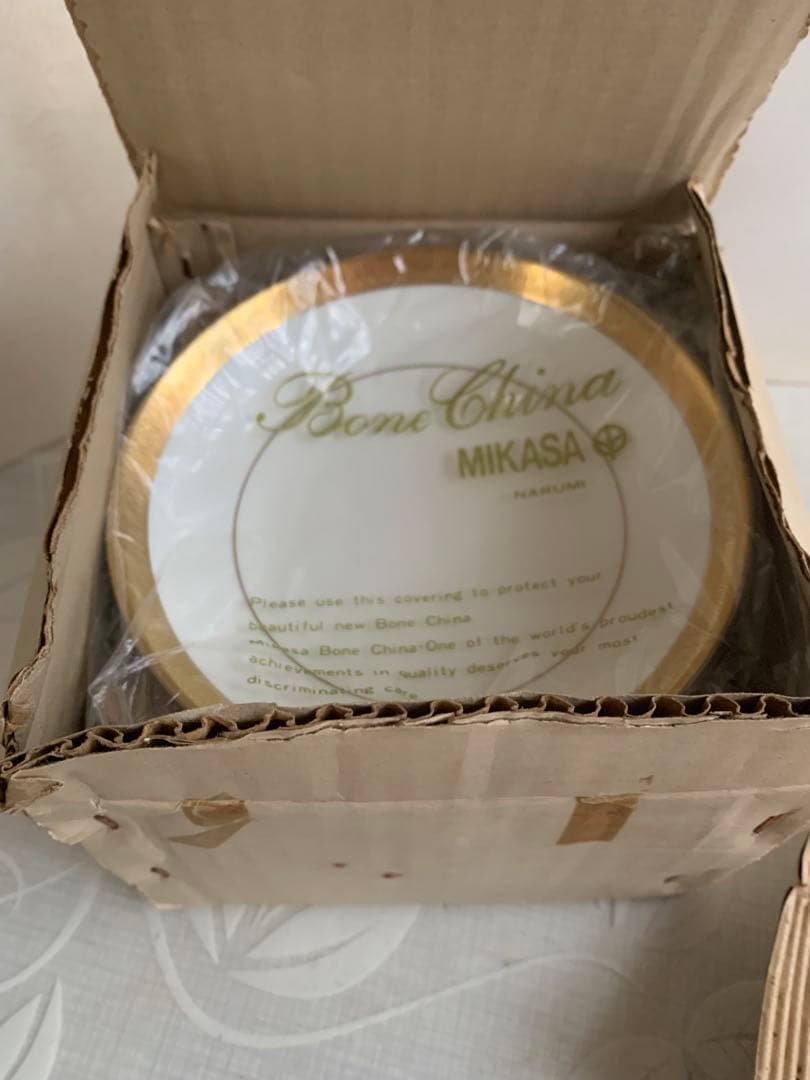 Bone China
MIKASA
NARUMI
Please use this covering to protect your
beautiful new Bone China.
Mikasa Bone China-One of the world's proudest
achievements in quality deserves your most
discriminating care